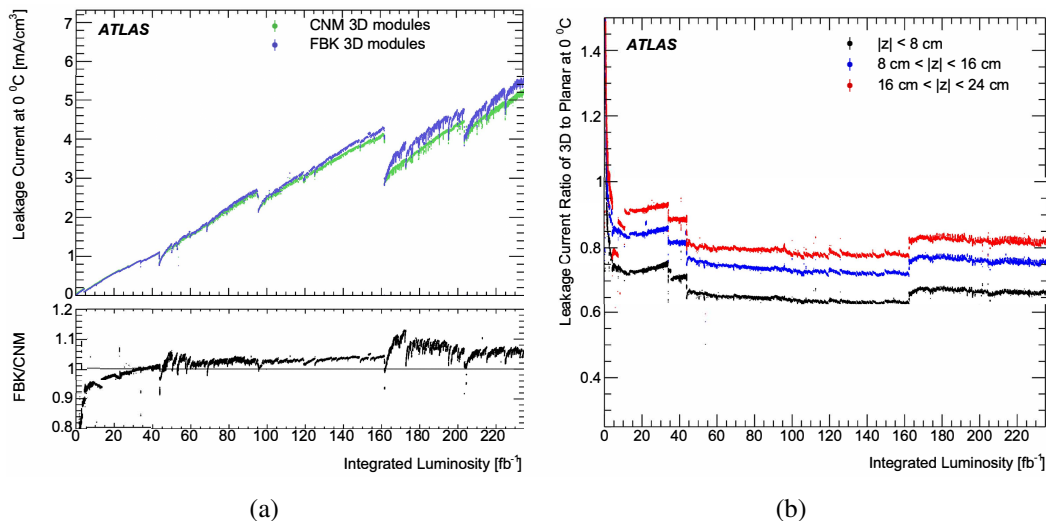 ATLAS
CNM 3D modules
FBK 3D modules
Leakage Current at 0 ⁰C [mA/cm³]
7
6
5
4
3
2
1
0
FBK/CNM
1.2
1.1
1
0.9
0.8
0 20 40 60 80 100 120 140 160 180 200 220
Integrated Luminosity [fb⁻¹]
(a)
ATLAS
|z| < 8 cm
8 cm < |z| < 16 cm
16 cm < |z| < 24 cm
Leakage Current Ratio of 3D to Planar at 0 ⁰C
1.4
1.2
1
0.8
0.6
0.4
0 20 40 60 80 100 120 140 160 180 200 220
Integrated Luminosity [fb⁻¹]
(b)